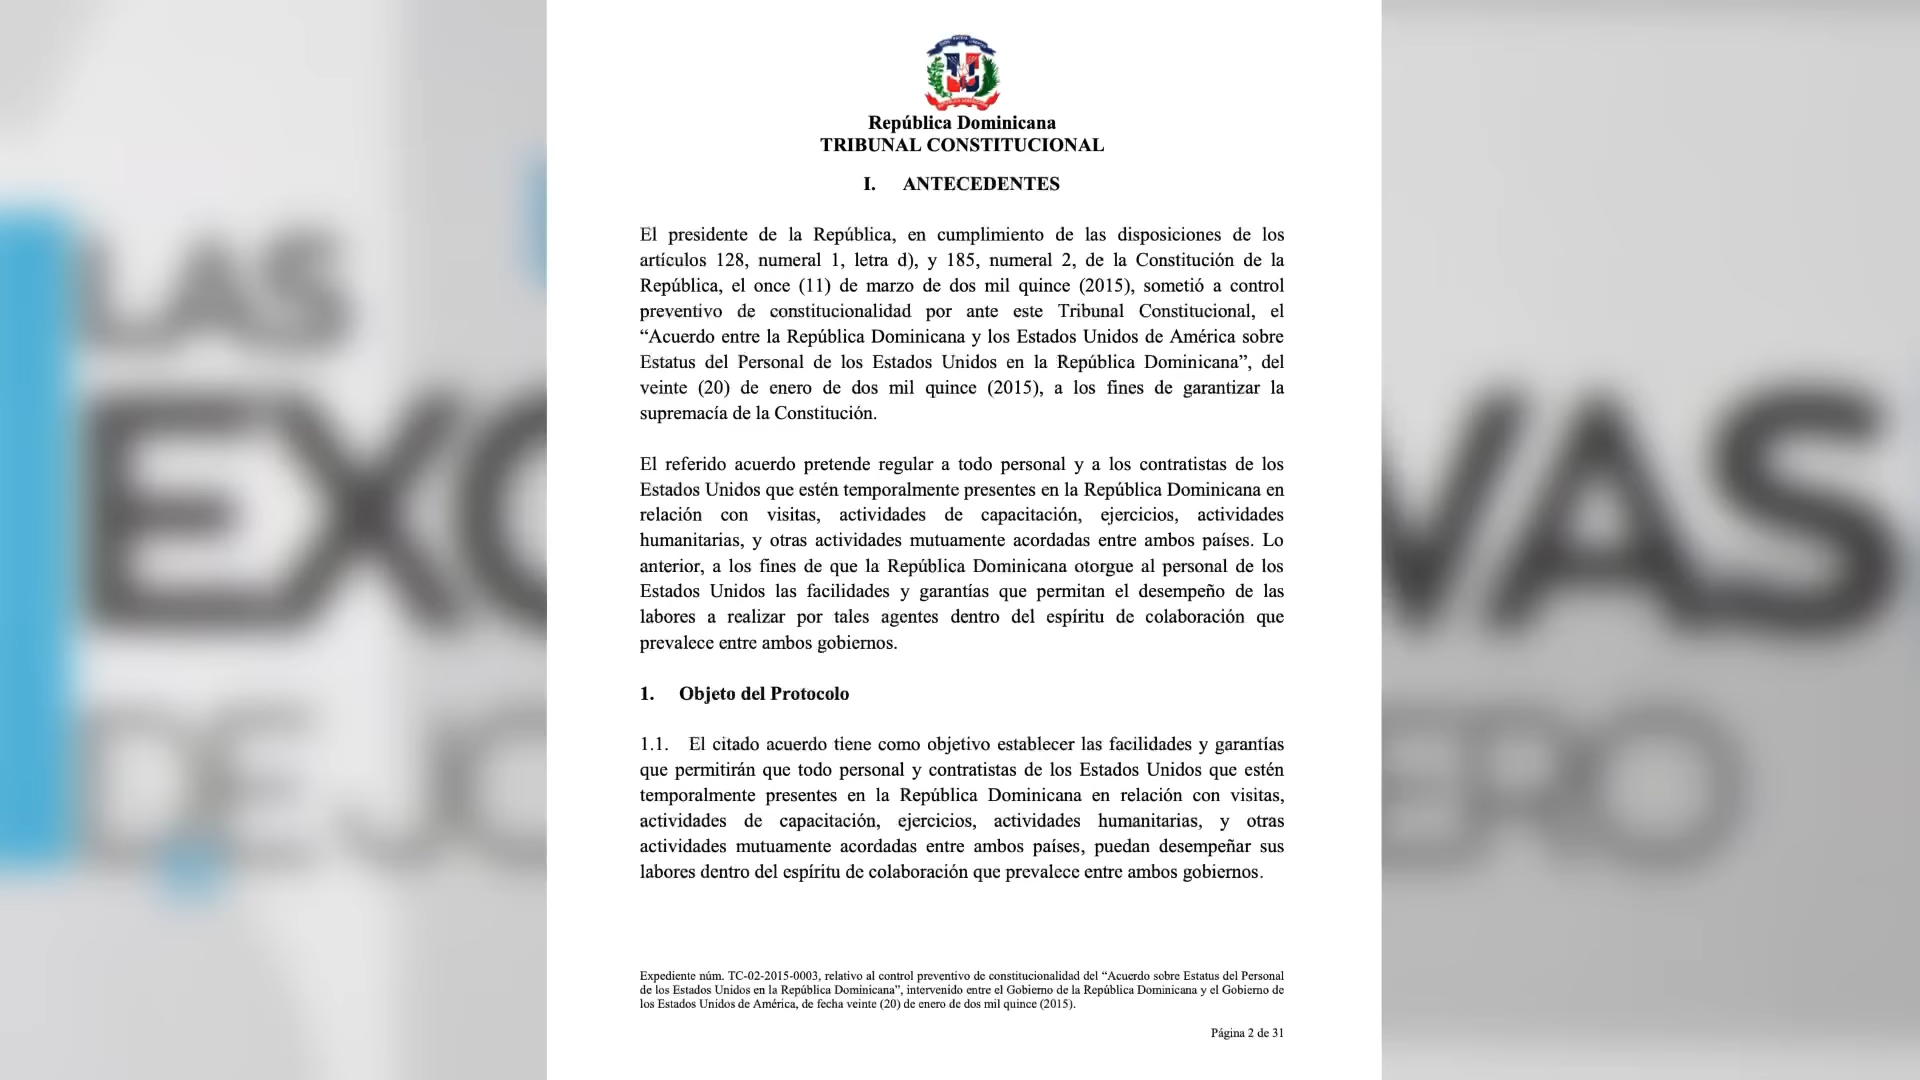 República Dominicana
TRIBUNAL CONSTITUCIONAL
I. ANTECEDENTES
El presidente de la República, en cumplimiento de las disposiciones de los
artículos 128, numeral 1, letra d), y 185, numeral 2, de la Constitución de la
República, el once (11) de marzo de dos mil quince (2015), sometió a control
preventivo de constitucionalidad por ante este Tribunal Constitucional, el
“Acuerdo entre la República Dominicana y los Estados Unidos de América sobre
Estatus del Personal de los Estados Unidos en la República Dominicana”, del
veinte (20) de enero de dos mil quince (2015), a los fines de garantizar la
supremacía de la Constitución.
El referido acuerdo pretende regular a todo personal y a los contratistas de los
Estados Unidos que estén temporalmente presentes en la República Dominicana en
relación con visitas, actividades de capacitación, ejercicios, actividades
humanitarias, y otras actividades mutuamente acordadas entre ambos países. Lo
anterior, a los fines de que la República Dominicana otorgue al personal de los
Estados Unidos las facilidades y garantías que permitan el desempeño de las
labores a realizar por tales agentes dentro del espíritu de colaboración que
prevalece entre ambos gobiernos.
1. Objeto del Protocolo
1.1. El citado acuerdo tiene como objetivo establecer las facilidades y garantías
que permitirán que todo personal y contratistas de los Estados Unidos que estén
temporalmente presentes en la República Dominicana en relación con visitas,
actividades de capacitación, ejercicios, actividades humanitarias, y otras
actividades mutuamente acordadas entre ambos países, puedan desempeñar sus
labores dentro del espíritu de colaboración que prevalece entre ambos gobiernos.
Expediente núm. TC-02-2015-0003, relativo al control preventivo de constitucionalidad del “Acuerdo sobre Estatus del Personal
de los Estados Unidos en la República Dominicana”, intervenido entre el Gobierno de la República Dominicana y el Gobierno de
los Estados Unidos de América, de fecha veinte (20) de enero de dos mil quince (2015).
Página 2 de 31
LAS
EXC
VAS
DE JO
ERO